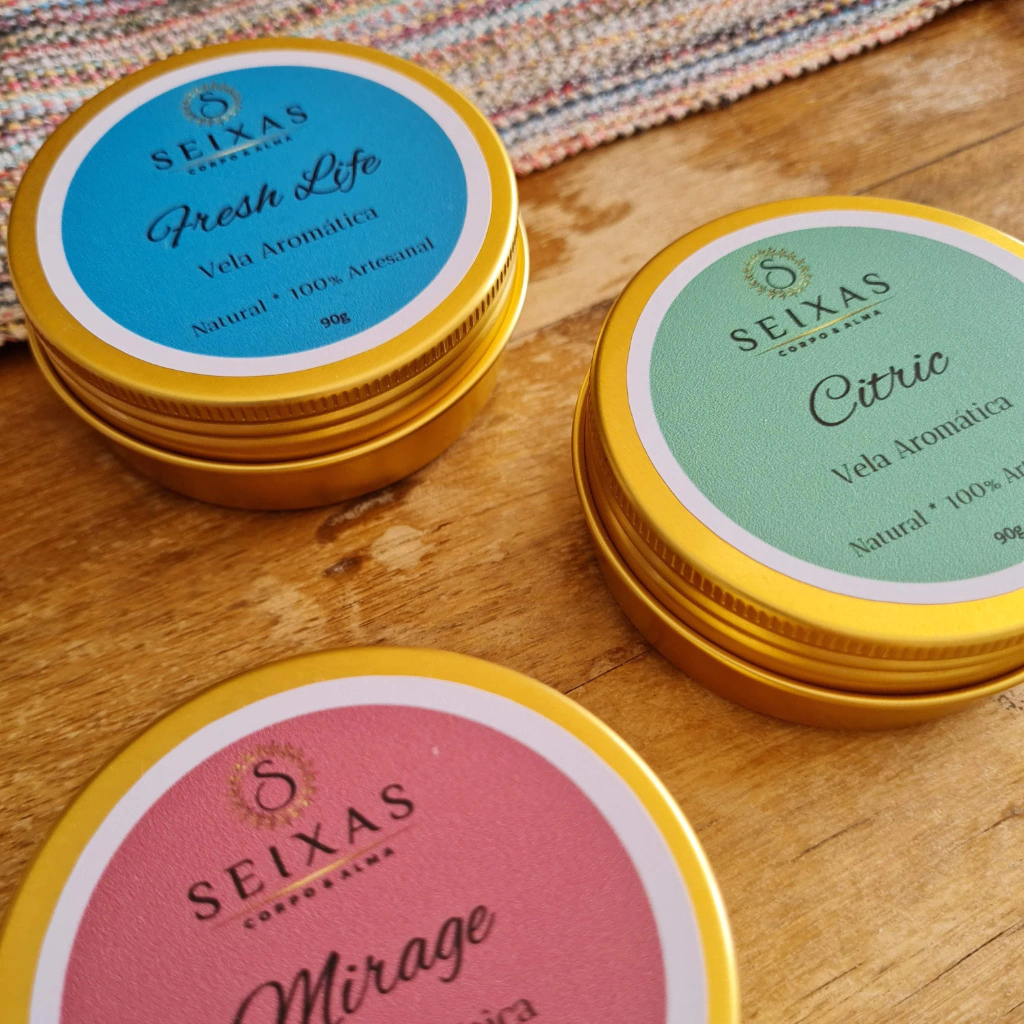 S
SEIXAS
CORPO & ALMA
Fresh Life
Vela Aromática
Natural * 100% Artesanal
90g
S
SEIXAS
CORPO & ALMA
Citric
Vela Aromática
Natural * 100%
90g
S
SEIXAS
CORPO & ALMA
Mirage